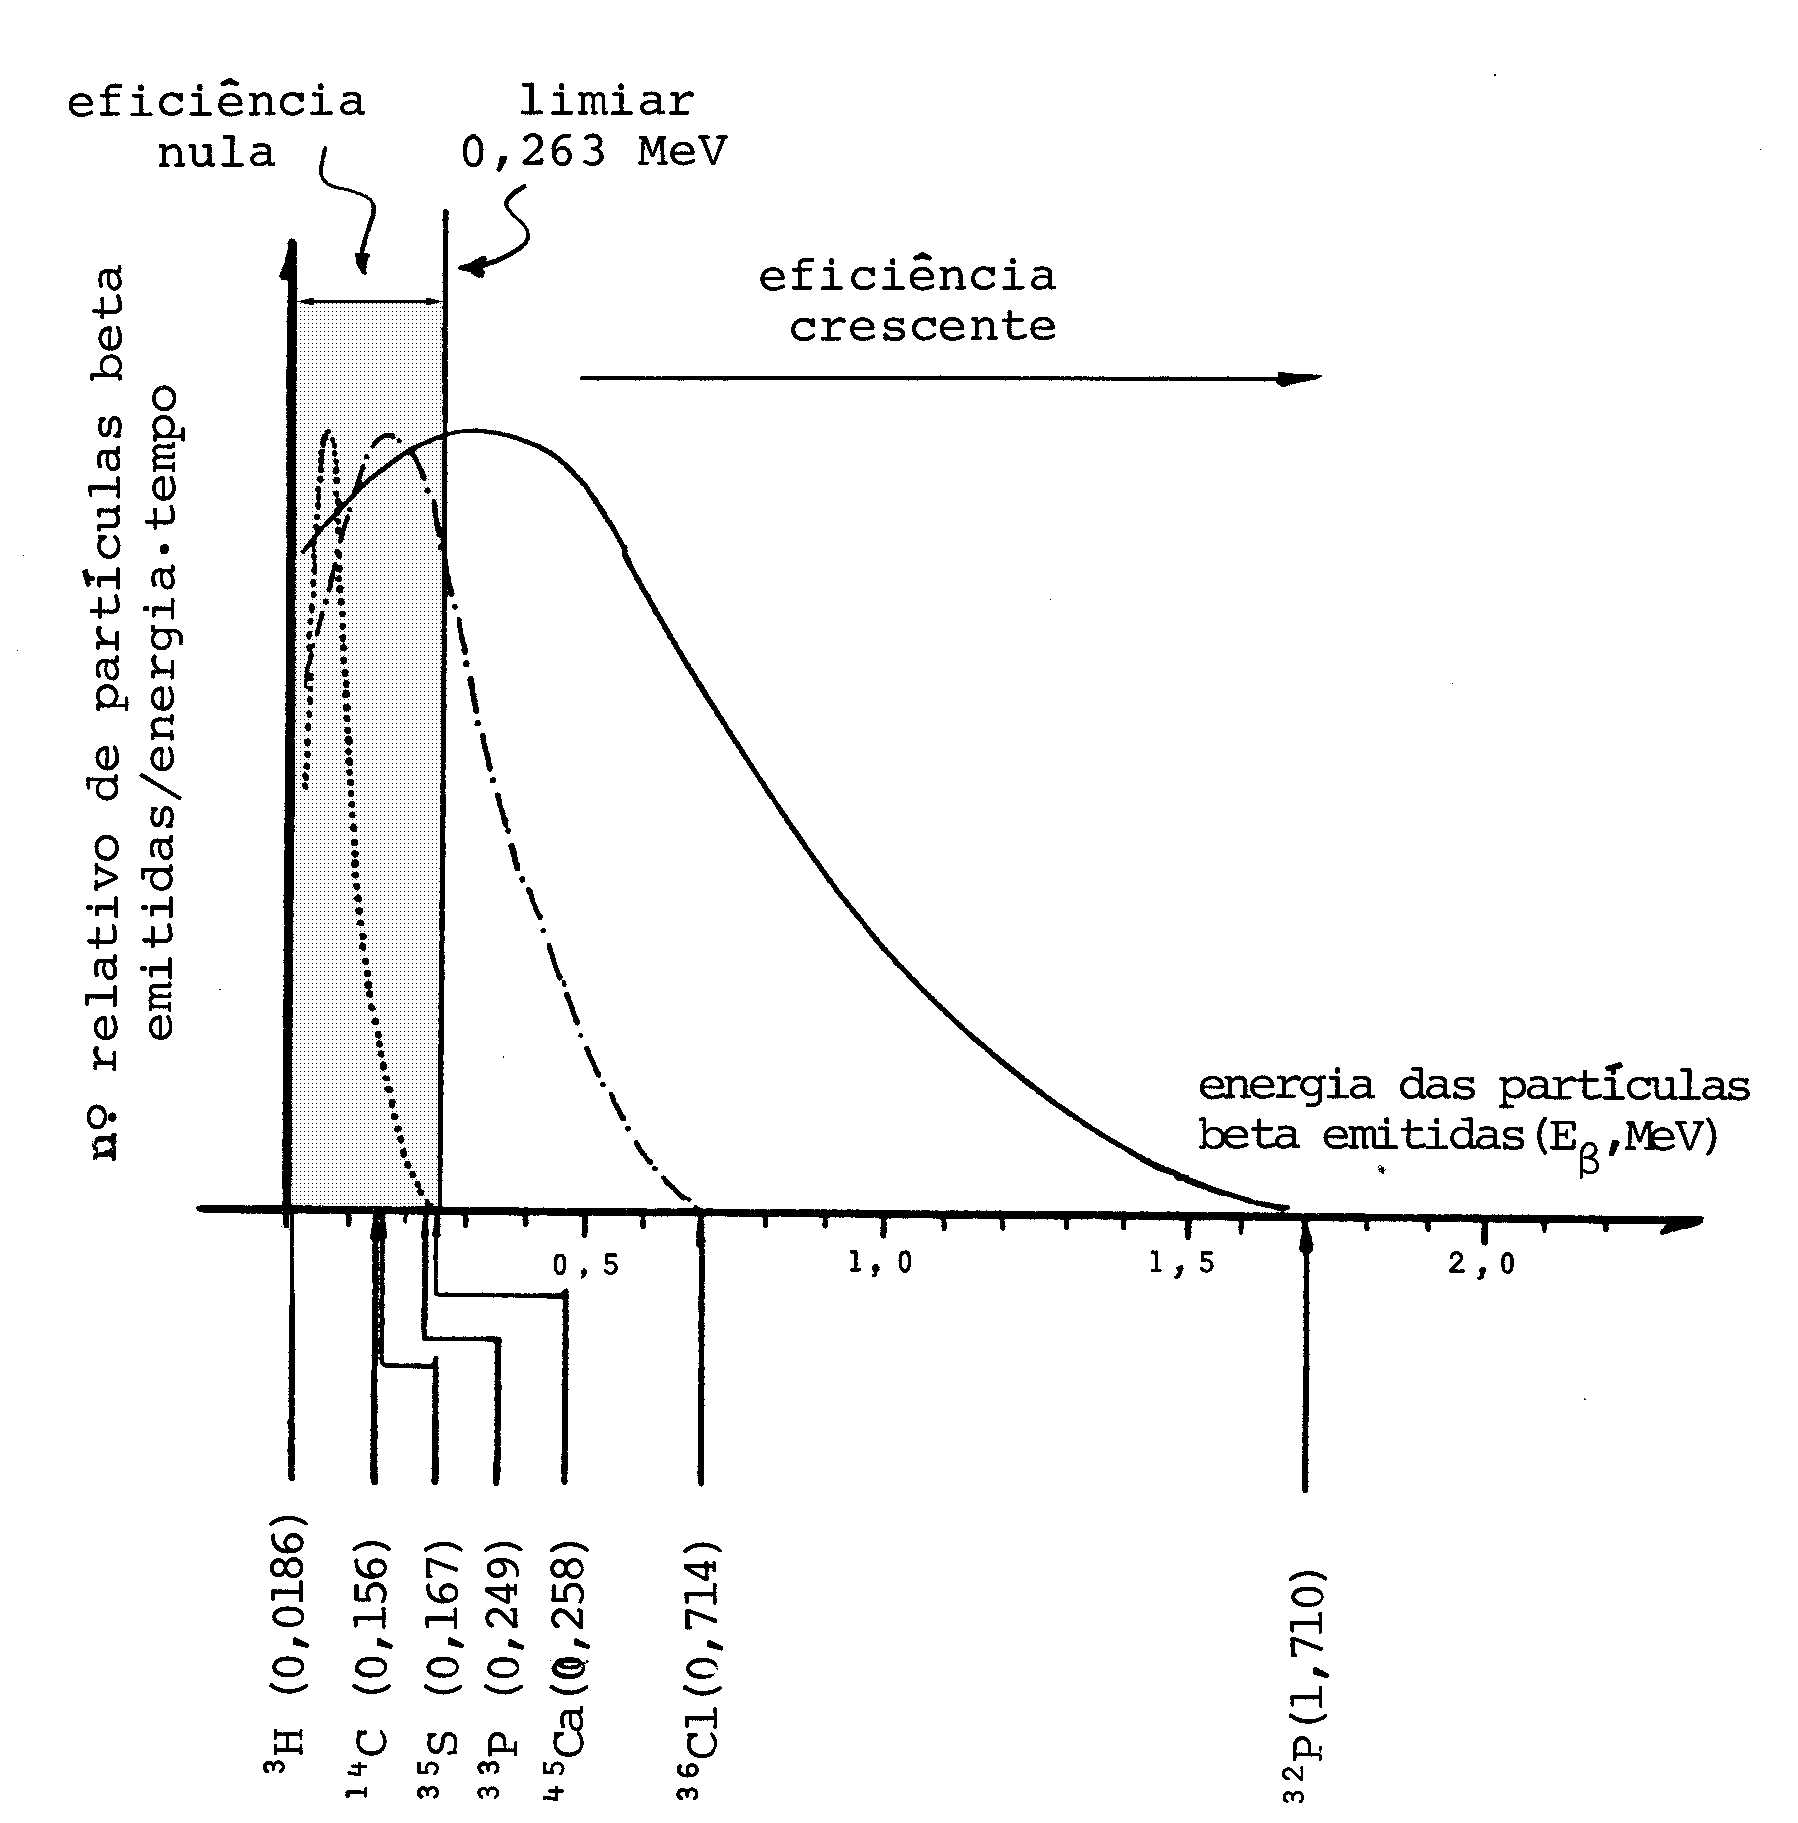 eficiência
nula
limiar
0,263 MeV
eficiência
crescente
nº relativo de partículas beta
emitidas/energia·tempo
energia das partículas
beta emitidas(Eβ,MeV)
0,5
1,0
1,5
2,0
³H (0,0186)
¹⁴C (0,156)
³⁵S (0,167)
³³P (0,249)
⁴⁵Ca(0,258)
³⁶Cl(0,714)
³²P(1,710)